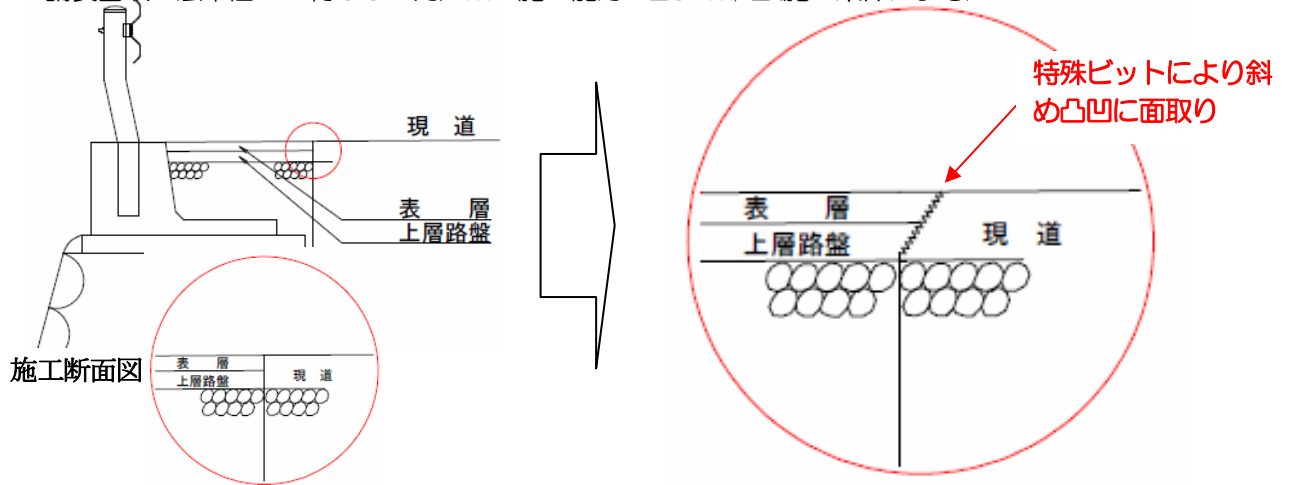 特殊ビットにより斜
め凸凹に面取り
現 道
表 層
上層路盤
表 層
上層路盤
現 道
施工断面図
表 層
上層路盤
現 道